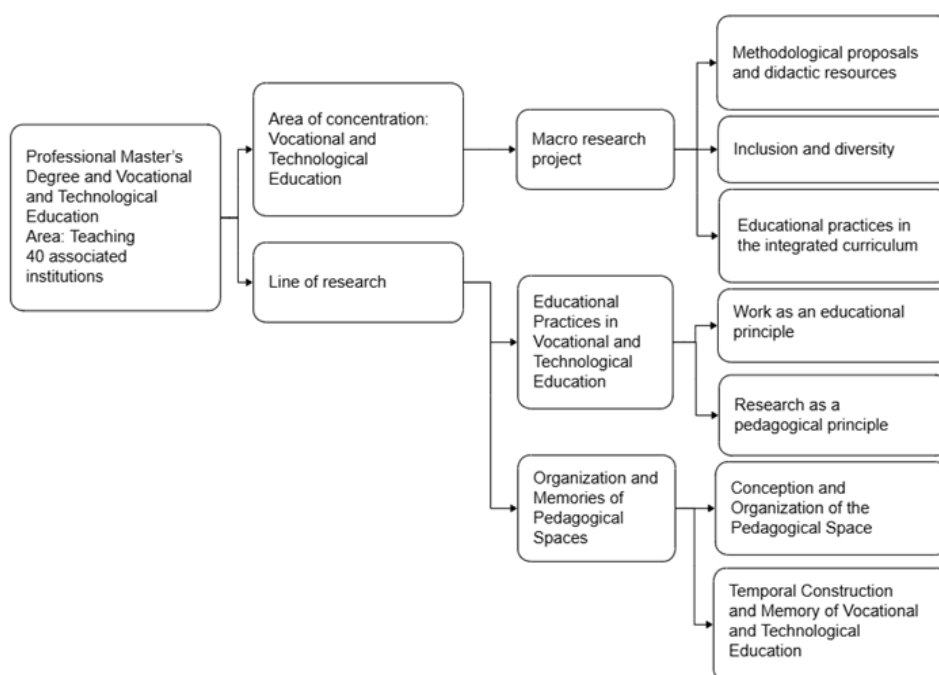 Professional Master's
Degree and Vocational
and Technological
Education
Area: Teaching
40 associated
institutions
Area of concentration:
Vocational and
Technological
Education
Line of research
Macro research
project
Educational
Practices in
Vocational and
Technological
Education
Organization and
Memories of
Pedagogical
Spaces
Methodological proposals
and didactic resources
Inclusion and diversity
Educational practices in
the integrated curriculum
Work as an educational
principle
Research as a
pedagogical principle
Conception and
Organization of the
Pedagogical Space
Temporal Construction
and Memory of Vocational
and Technological
Education